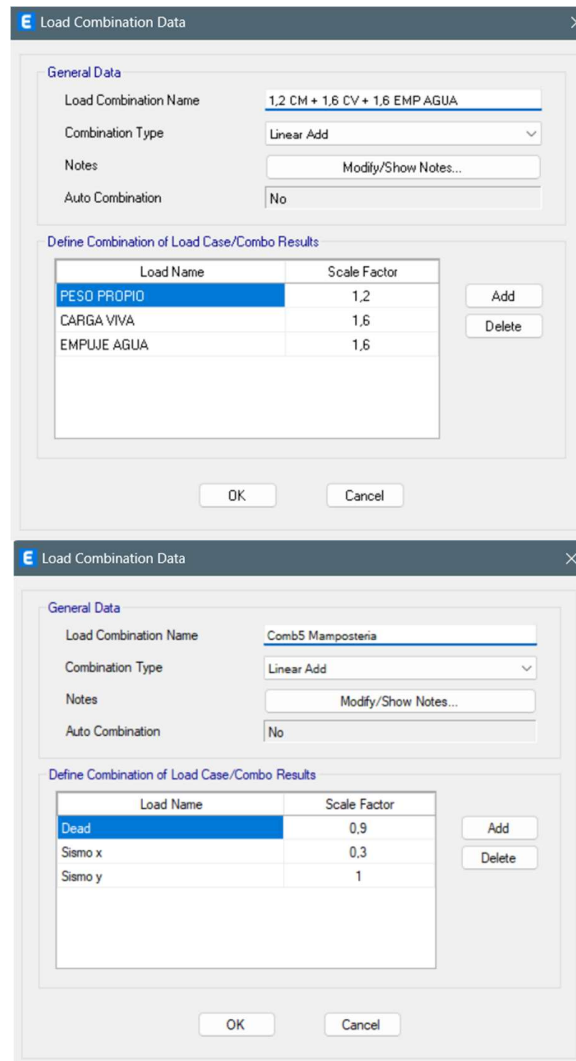 E Load Combination Data
General Data
Load Combination Name 1,2 CM + 1,6 CV + 1,6 EMP AGUA
Combination Type Linear Add
Notes Modify/Show Notes...
Auto Combination No
Define Combination of Load Case/Combo Results
Load Name Scale Factor
PESO PROPIO 1,2 Add
CARGA VIVA 1,6 Delete
EMPUJE AGUA 1,6
OK Cancel
E Load Combination Data
General Data
Load Combination Name Comb5 Mamposteria
Combination Type Linear Add
Notes Modify/Show Notes...
Auto Combination No
Define Combination of Load Case/Combo Results
Load Name Scale Factor
Dead 0,9 Add
Sismo x 0,3 Delete
Sismo y 1
OK Cancel